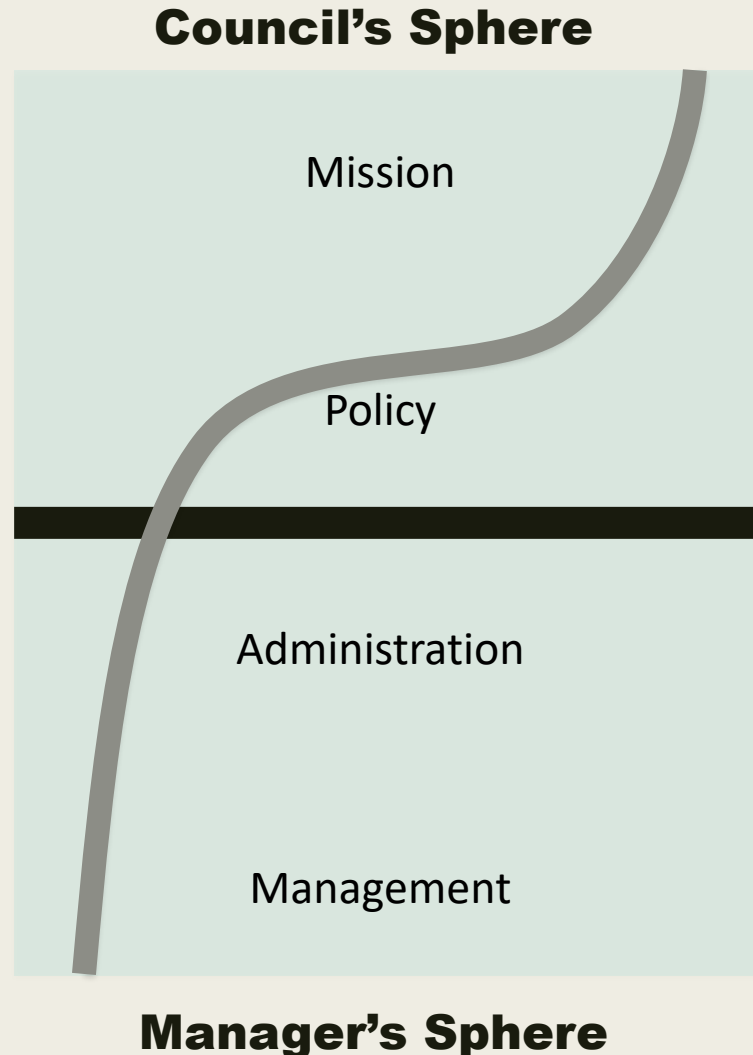 Council’s Sphere
Mission
Policy
Administration
Management
Manager’s Sphere